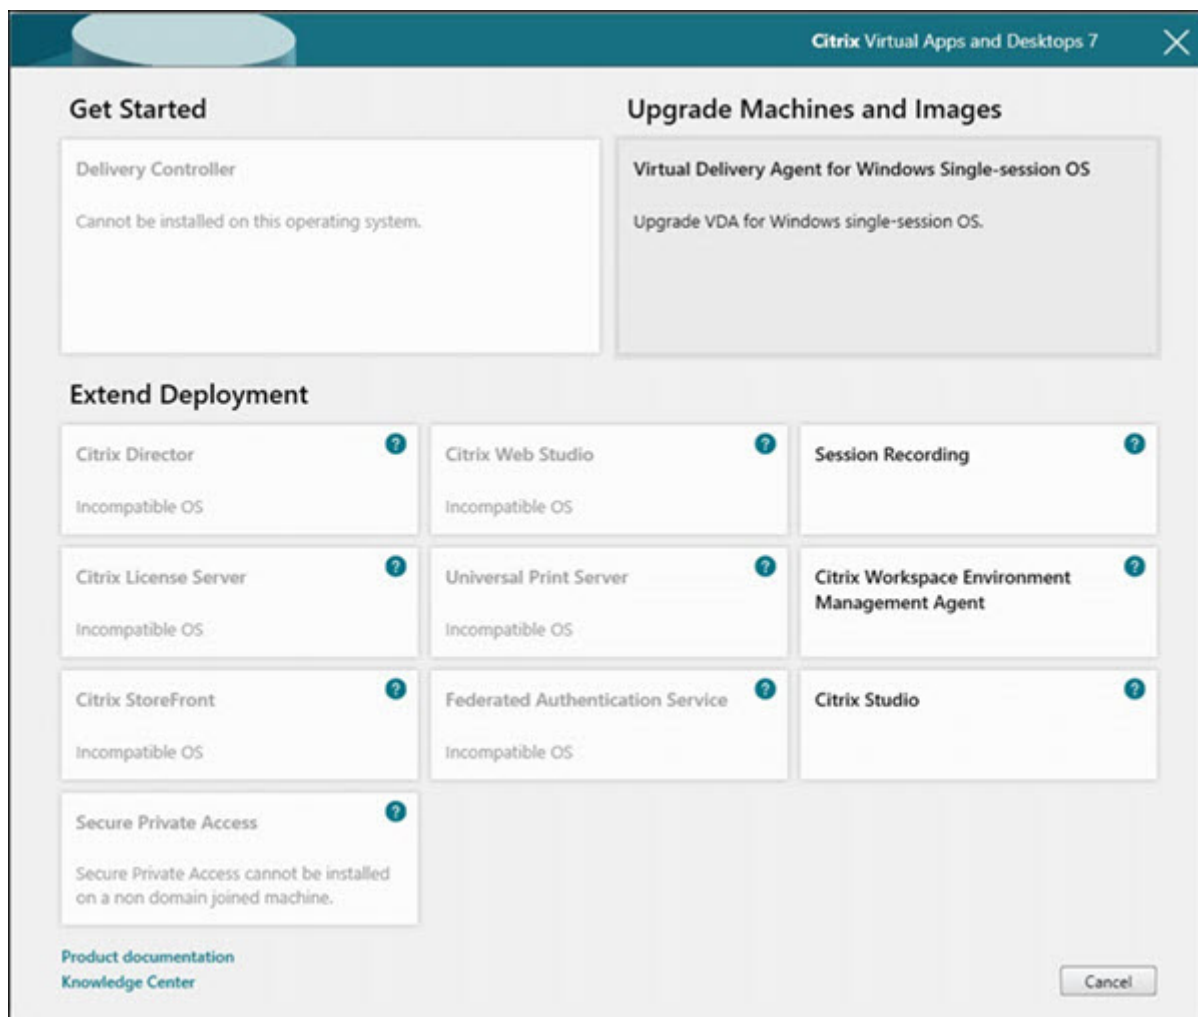 Citrix Virtual Apps and Desktops 7
Get Started
Upgrade Machines and Images
Delivery Controller
Cannot be installed on this operating system.
Virtual Delivery Agent for Windows Single-session OS
Upgrade VDA for Windows single-session OS.
Extend Deployment
Citrix Director
?
Incompatible OS
Citrix Web Studio
?
Incompatible OS
Session Recording
?
Citrix License Server
?
Incompatible OS
Universal Print Server
?
Incompatible OS
Citrix Workspace Environment
Management Agent
?
Citrix StoreFront
?
Incompatible OS
Federated Authentication Service
?
Incompatible OS
Citrix Studio
?
Secure Private Access
?
Secure Private Access cannot be installed
on a non domain joined machine.
Product documentation
Knowledge Center
Cancel